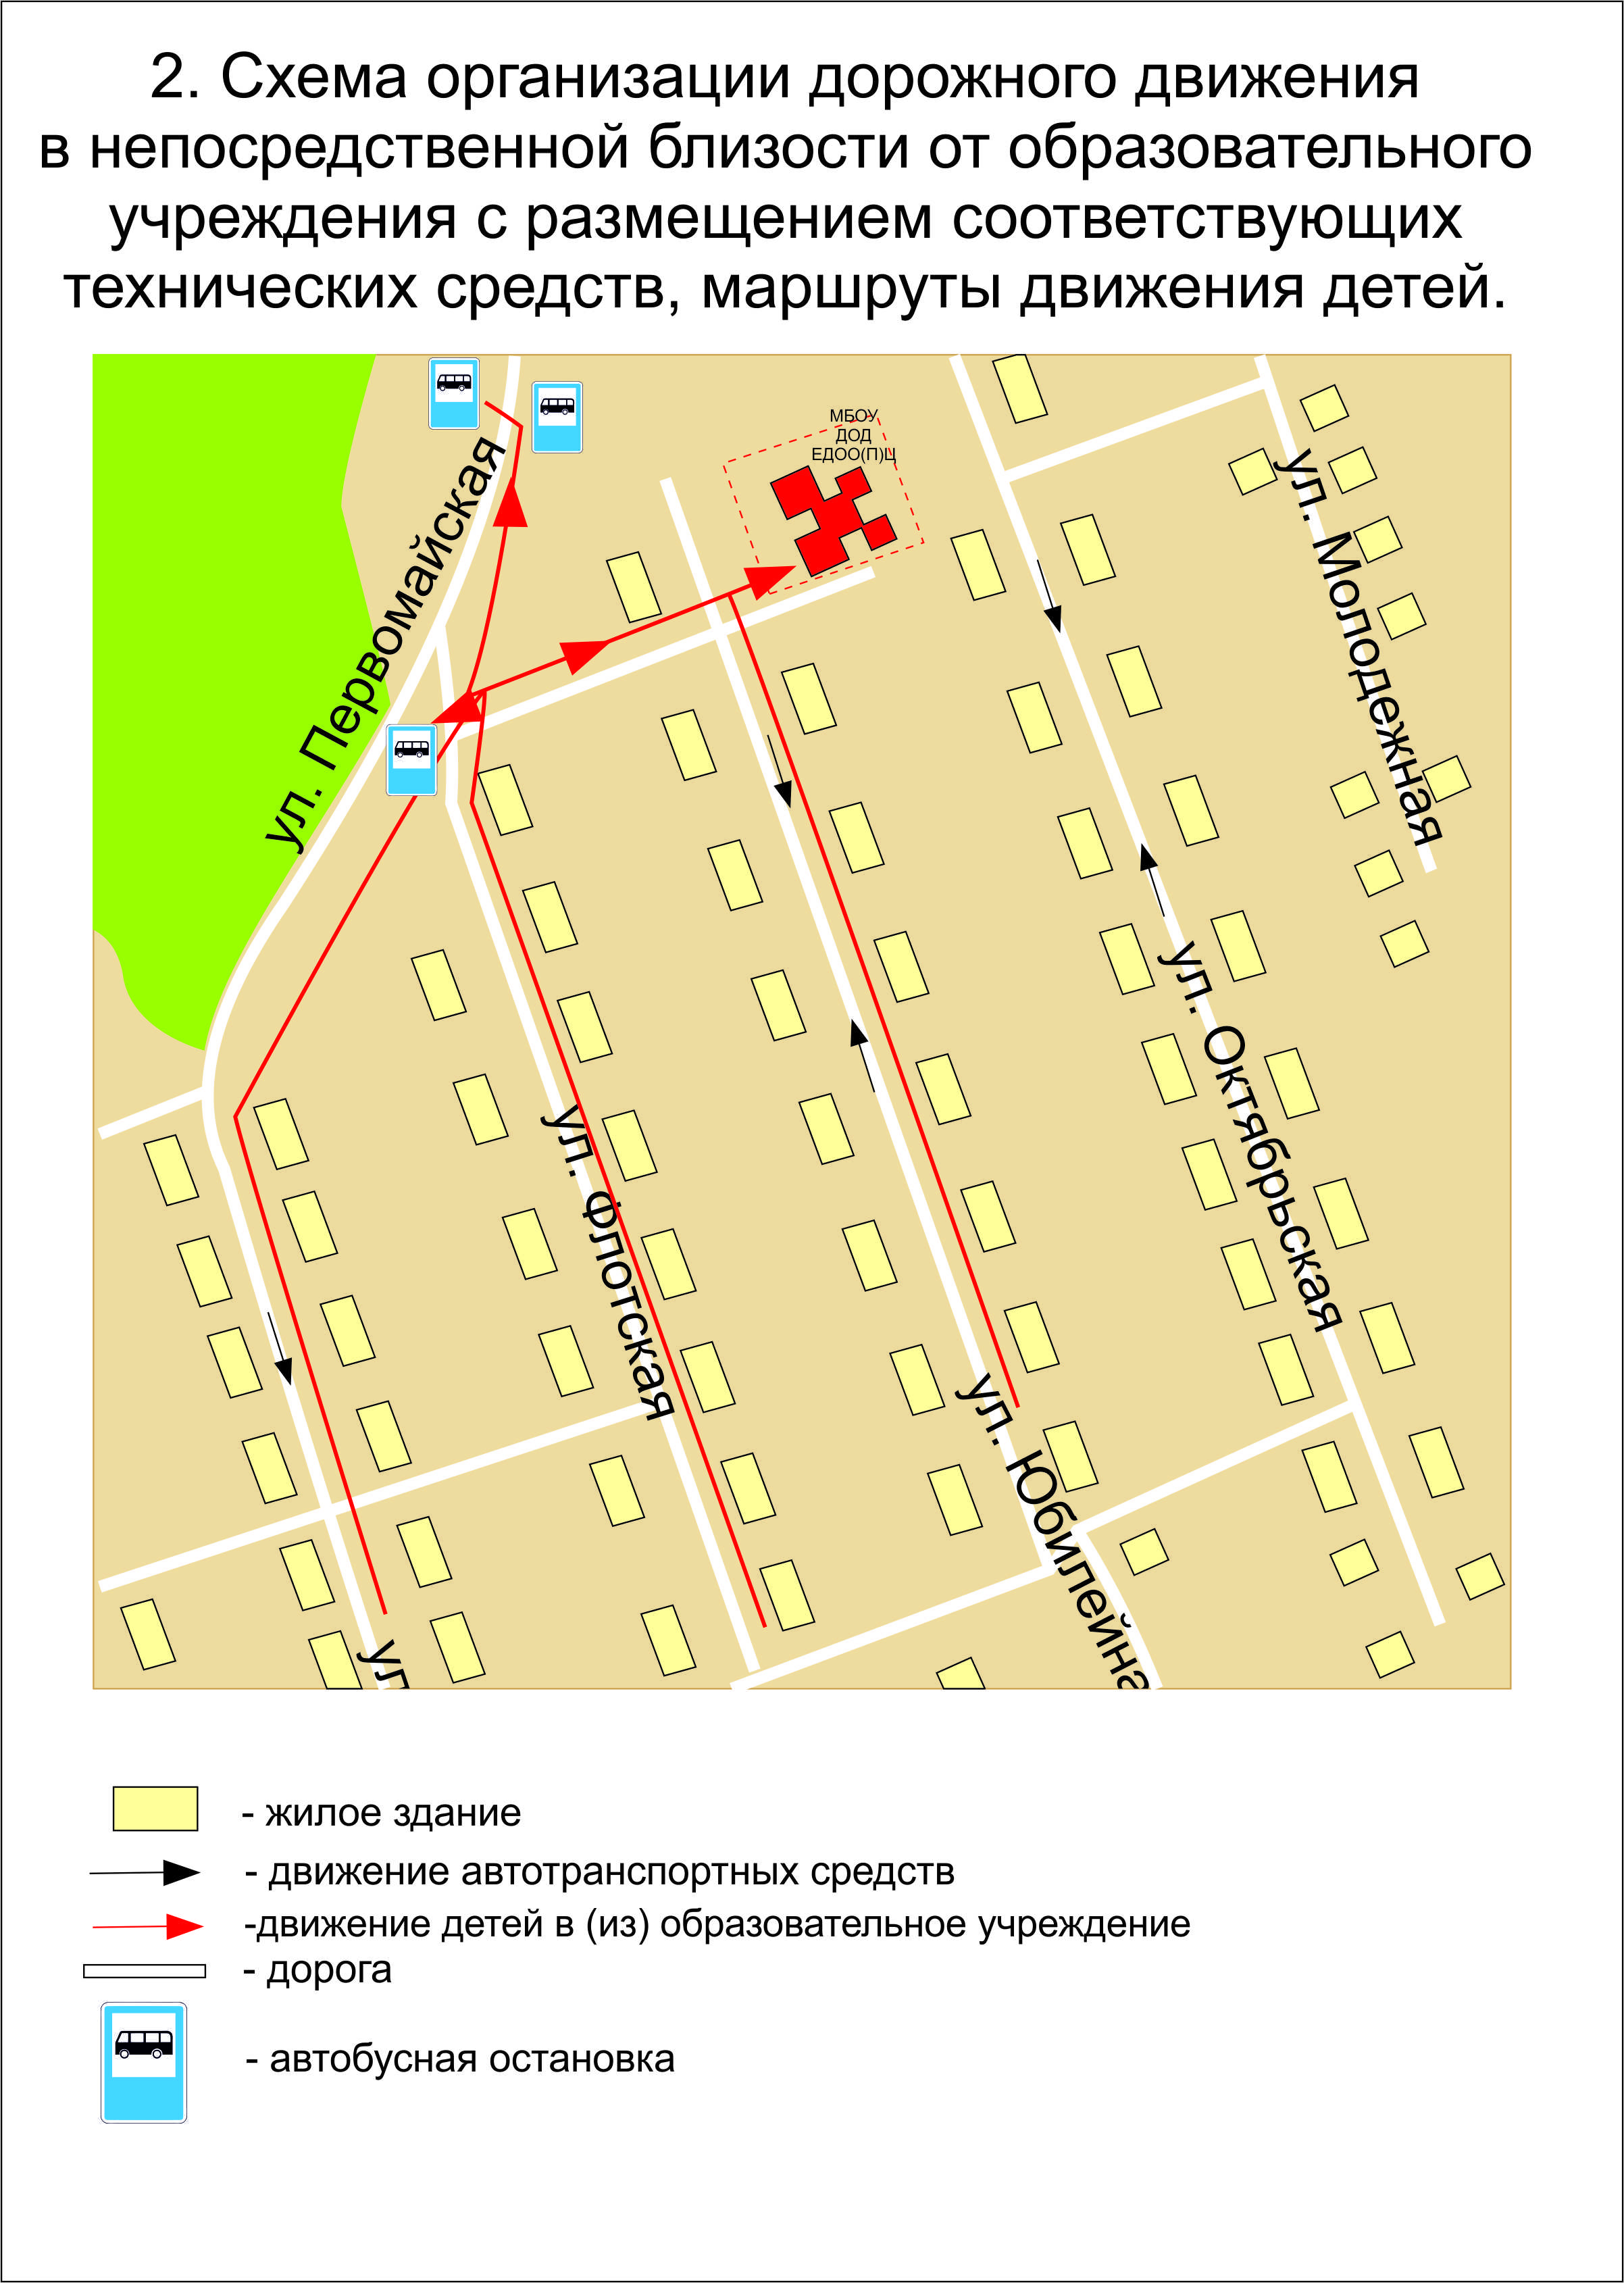 2. Схема организации дорожного движения
в непосредственной близости от образовательного
учреждения с размещением соответствующих
технических средств, маршруты движения детей.
МБОУ
ДОД
ЕДОО(П)Ц
ул. Первомайская
ул. Молодежная
ул. Октябрьская
ул. Флотская
ул. Юбилейна
ул
- жилое здание
- движение автотранспортных средств
-движение детей в (из) образовательное учреждение
- дорога
- автобусная остановка